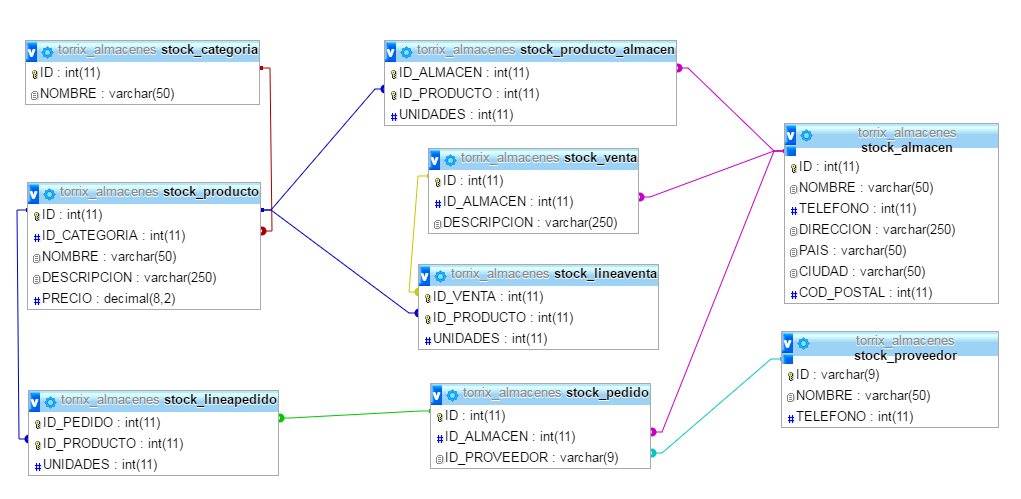 torrix_almacenes stock_categoria
ID : int(11)
NOMBRE : varchar(50)
torrix_almacenes stock_producto
ID : int(11)
ID_CATEGORIA : int(11)
NOMBRE : varchar(50)
DESCRIPCION : varchar(250)
PRECIO : decimal(8,2)
torrix_almacenes stock_lineapedido
ID_PEDIDO : int(11)
ID_PRODUCTO : int(11)
UNIDADES : int(11)
torrix_almacenes stock_producto_almacen
ID_ALMACEN : int(11)
ID_PRODUCTO : int(11)
UNIDADES : int(11)
torrix_almacenes stock_venta
ID : int(11)
ID_ALMACEN : int(11)
DESCRIPCION : varchar(250)
torrix_almacenes stock_lineaventa
ID_VENTA : int(11)
ID_PRODUCTO : int(11)
UNIDADES : int(11)
torrix_almacenes stock_pedido
ID : int(11)
ID_ALMACEN : int(11)
ID_PROVEEDOR : varchar(9)
torrix_almacenes
stock_almacen
ID : int(11)
NOMBRE : varchar(50)
TELEFONO : int(11)
DIRECCION : varchar(250)
PAIS : varchar(50)
CIUDAD : varchar(50)
COD_POSTAL : int(11)
torrix_almacenes
stock_proveedor
ID : varchar(9)
NOMBRE : varchar(50)
TELEFONO : int(11)